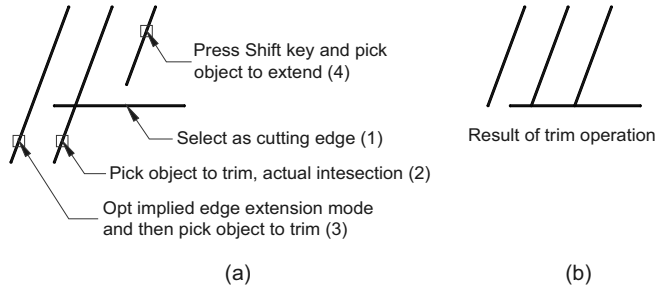 Press Shift key and pick
object to extend (4)
Select as cutting edge (1)
Result of trim operation
Pick object to trim, actual intesection (2)
Opt implied edge extension mode
and then pick object to trim (3)
(a)
(b)